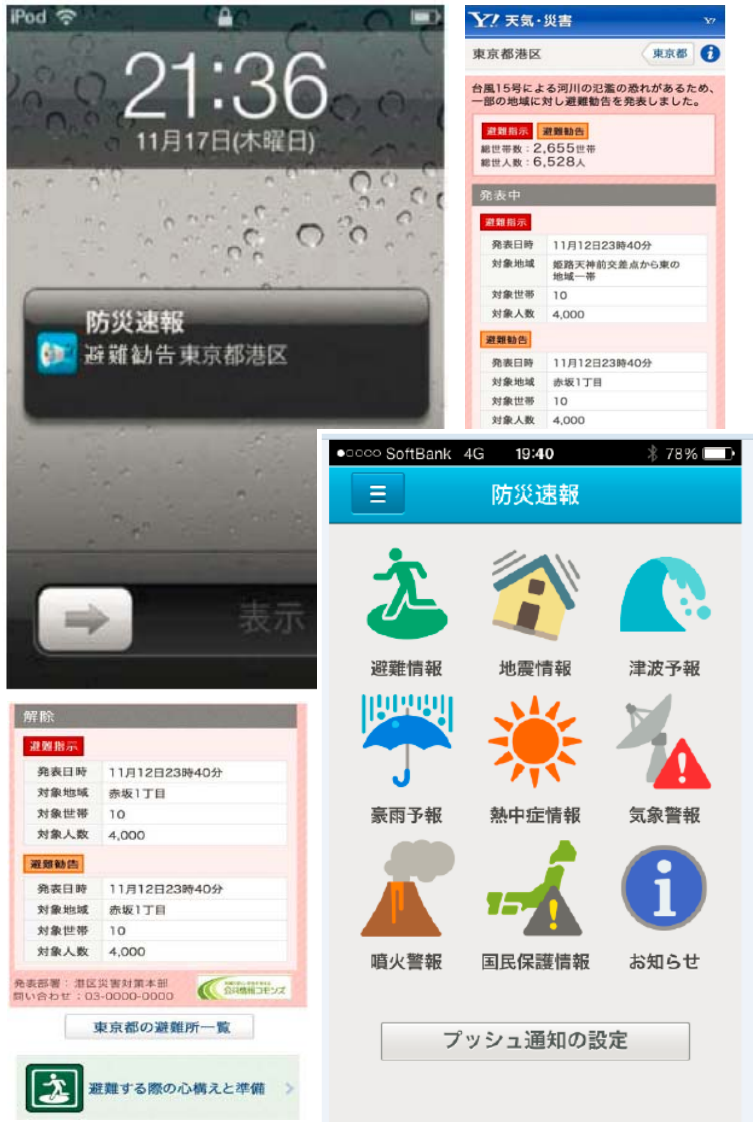 iPod
21:36
11月17日(木曜日)
防災速報
避難勧告東京都港区
表示
Y! 天気・災害
Y!
東京都港区
東京都
i
台風15号による河川の氾濫の恐れがあるため、
一部の地域に対し避難勧告を発表しました。
避難指示 避難勧告
総世帯数：2,655世帯
総世人数：6,528人
発表中
避難指示
発表日時 11月12日23時40分
対象地域 姫路天神前交差点から東の
地域一帯
対象世帯 10
対象人数 4,000
避難勧告
発表日時 11月12日23時40分
対象地域 赤坂1丁目
対象世帯 10
対象人数 4,000
SoftBank 4G 19:40 78%
防災速報
避難情報 地震情報 津波予報
豪雨予報 熱中症情報 気象警報
噴火警報 国民保護情報 お知らせ
プッシュ通知の設定
解除
避難指示
発表日時 11月12日23時40分
対象地域 赤坂1丁目
対象世帯 10
対象人数 4,000
避難勧告
発表日時 11月12日23時40分
対象地域 赤坂1丁目
対象世帯 10
対象人数 4,000
発表部署：港区災害対策本部
問い合わせ：03-0000-0000
公共情報コモンズ
東京都の避難所一覧
避難する際の心構えと準備